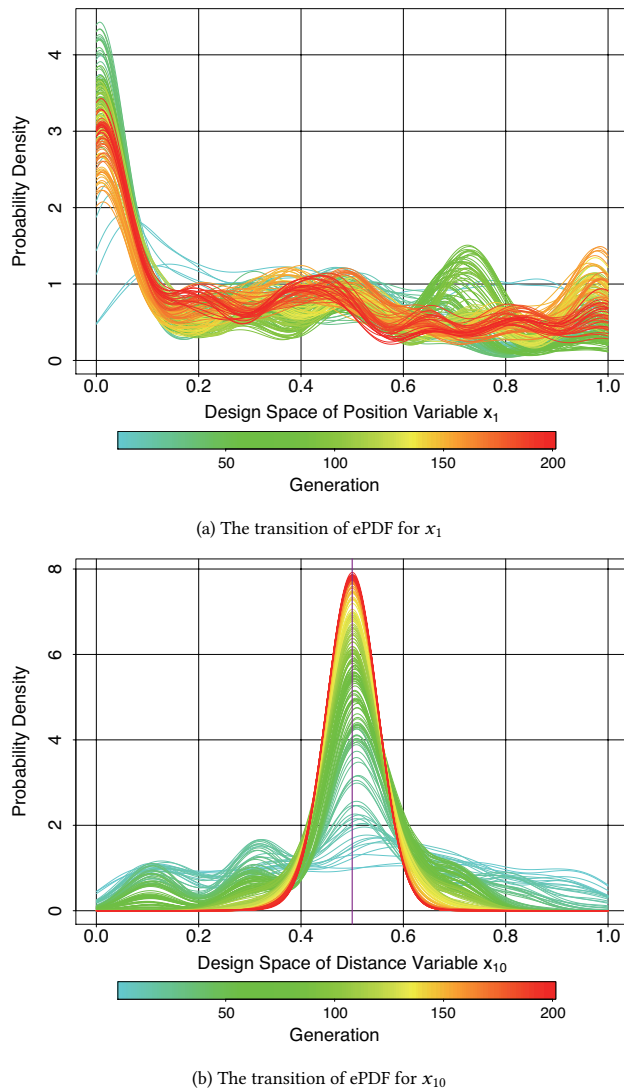 4
3
2
1
0
Probability Density
0.0 0.2 0.4 0.6 0.8 1.0
Design Space of Position Variable x₁
50 100 150 200
Generation
(a) The transition of ePDF for x₁
8
6
4
2
0
Probability Density
0.0 0.2 0.4 0.6 0.8 1.0
Design Space of Distance Variable x₁₀
50 100 150 200
Generation
(b) The transition of ePDF for x₁₀